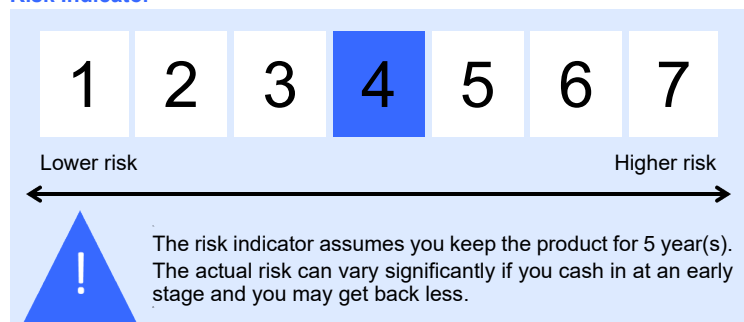 Risk Indicator
1 2 3 4 5 6 7
Lower risk Higher risk
!
The risk indicator assumes you keep the product for 5 year(s).
The actual risk can vary significantly if you cash in at an early
stage and you may get back less.